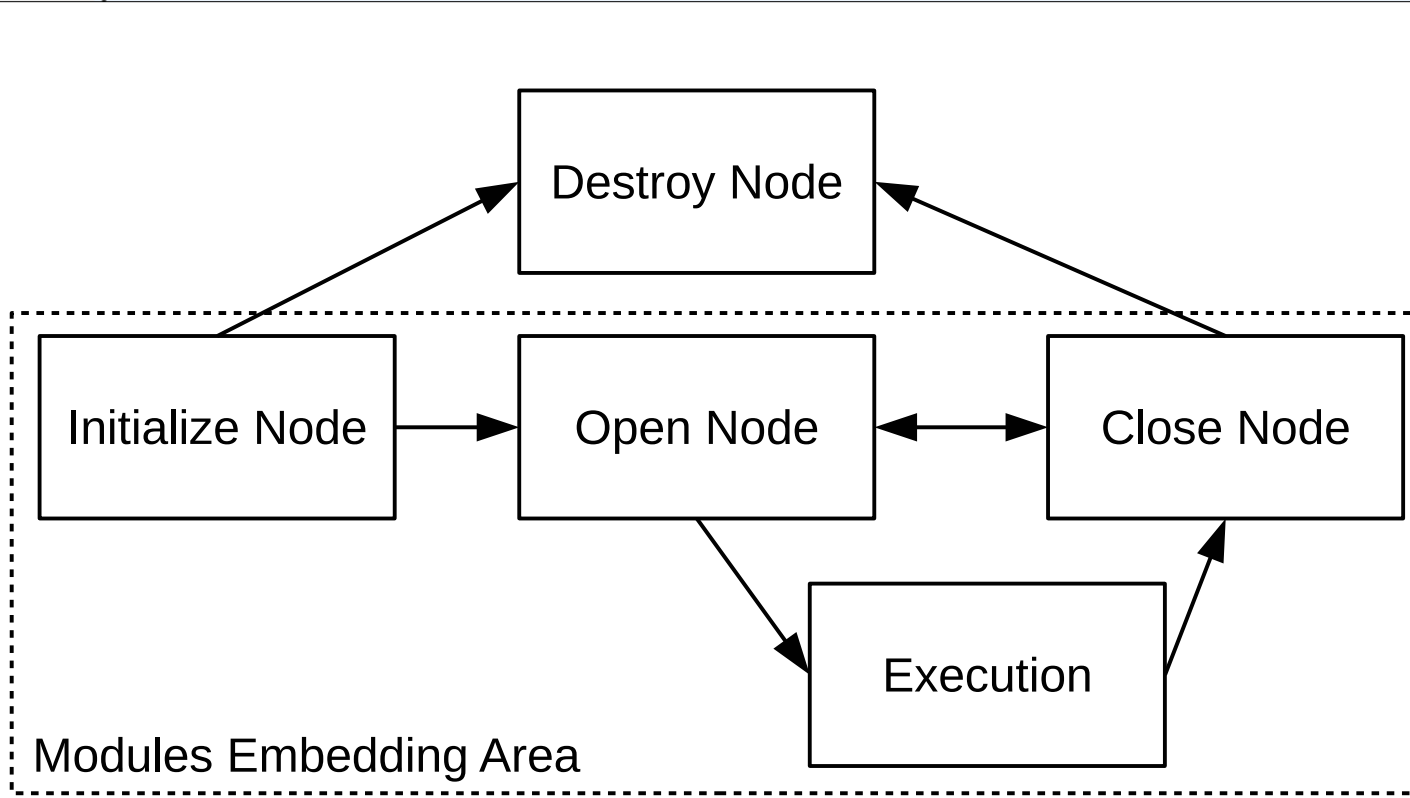 Destroy Node
Initialize Node
Open Node
Close Node
Execution
Modules Embedding Area